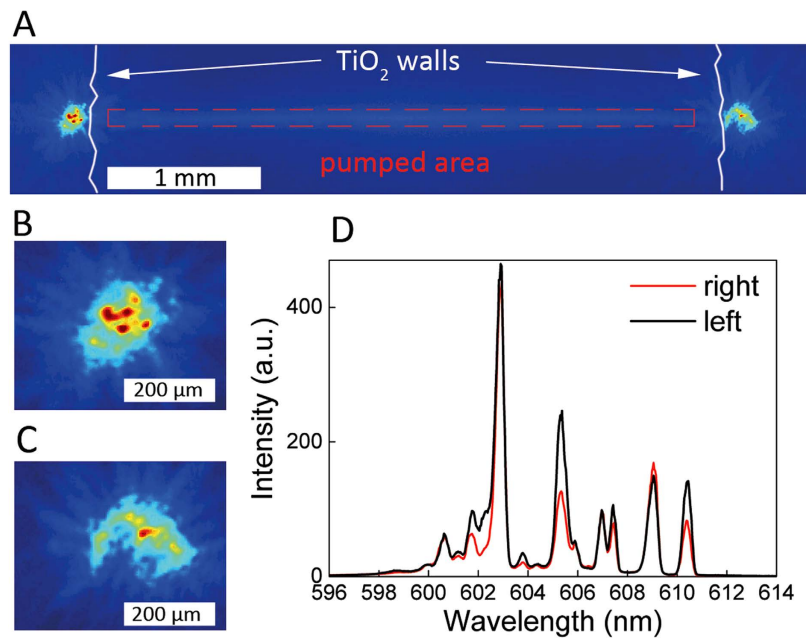 A
TiO₂ walls
pumped area
1 mm
B
200 µm
C
200 µm
D
right
left
Intensity (a.u.)
400
200
0
596 598 600 602 604 606 608 610 612 614
Wavelength (nm)